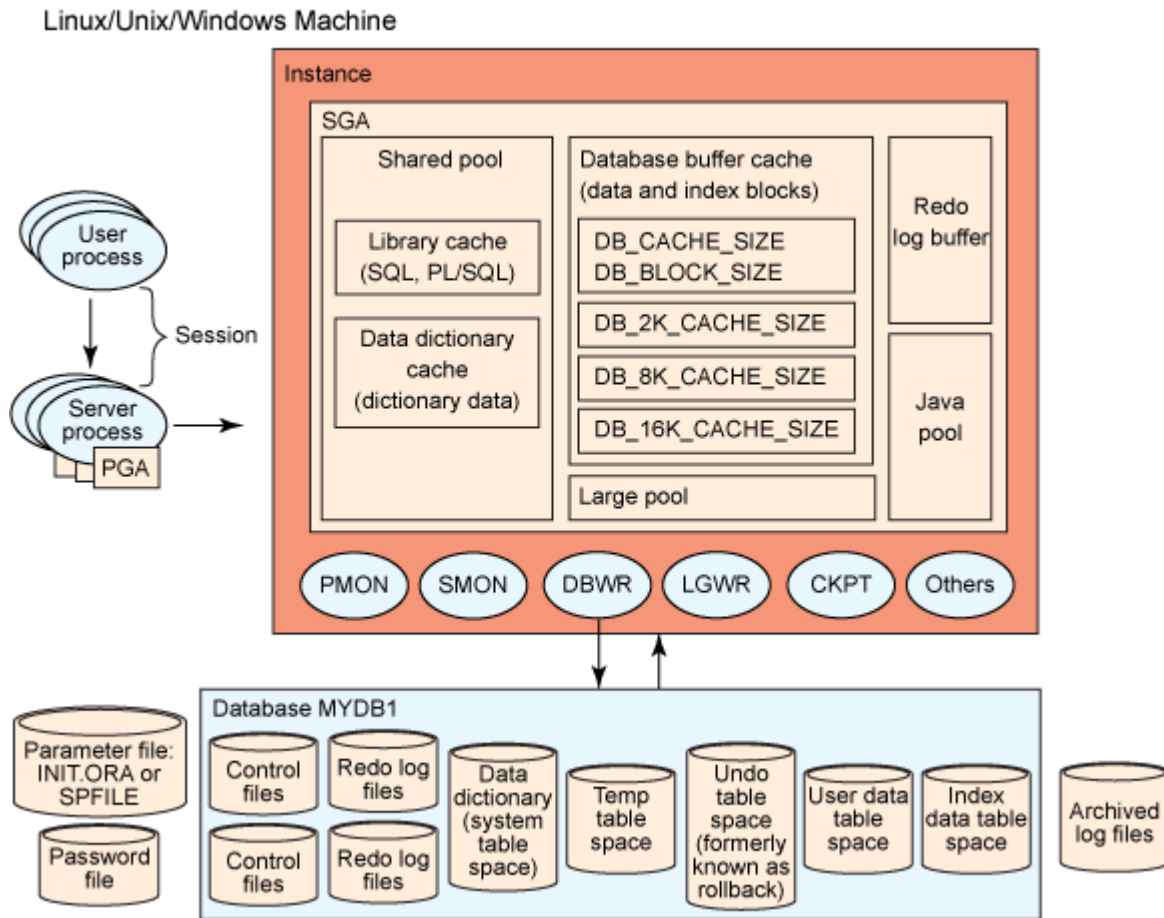 Linux/Unix/Windows Machine
Instance
SGA
Shared pool
Library cache
(SQL, PL/SQL)
Data dictionary
cache
(dictionary data)
Database buffer cache
(data and index blocks)
DB_CACHE_SIZE
DB_BLOCK_SIZE
DB_2K_CACHE_SIZE
DB_8K_CACHE_SIZE
DB_16K_CACHE_SIZE
Large pool
Redo
log buffer
Java
pool
User
process
Session
Server
process
PGA
PMON
SMON
DBWR
LGWR
CKPT
Others
Database MYDB1
Parameter file:
INIT.ORA or
SPFILE
Password
file
Control
files
Redo log
files
Control
files
Redo log
files
Data
dictionary
(system
table
space)
Temp
table
space
Undo
table
space
(formerly
known as
rollback)
User data
table
space
Index
data table
space
Archived
log files